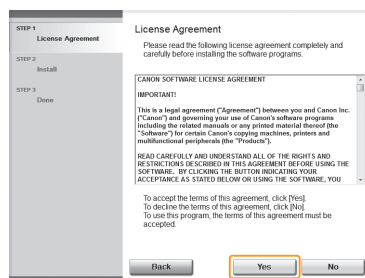 STEP 1
License Agreement
STEP 2
Install
STEP 3
Done
License Agreement
Please read the following license agreement completely and
carefully before installing the software programs.
CANON SOFTWARE LICENSE AGREEMENT
IMPORTANT!
This is a legal agreement ("Agreement") between you and Canon Inc.
("Canon") and governing your use of Canon's software programs
including the related manuals or any printed material thereof (the
"Software") for certain Canon's copying machines, printers and
multifunctional peripherals (the "Products").
READ CAREFULLY AND UNDERSTAND ALL OF THE RIGHTS AND
RESTRICTIONS DESCRIBED IN THIS AGREEMENT BEFORE USING THE
SOFTWARE. BY CLICKING THE BUTTON INDICATING YOUR
ACCEPTANCE AS STATED BELOW OR USING THE SOFTWARE, YOU
To accept the terms of this agreement, click [Yes].
To decline the terms of this agreement, click [No].
To use this program, the terms of this agreement must be
accepted.
Back
Yes
No